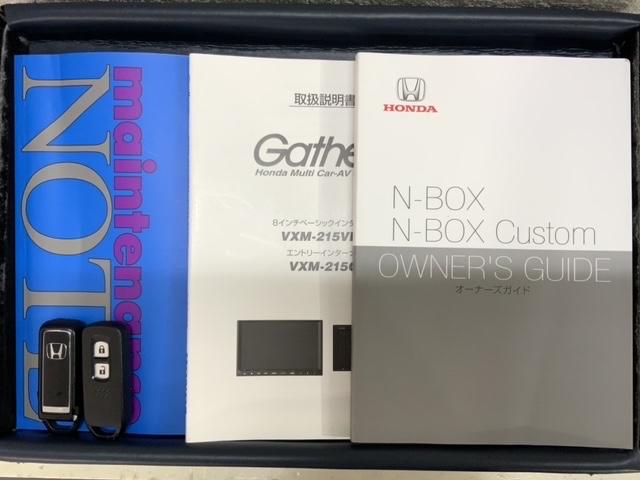 maintenance
NOTE
取扱説明書
Gathe
Honda Multi Car-AV
8インチベーシックインタ
VXM-215V
エントリーインター
VXM-215
HONDA
N-BOX
N-BOX Custom
OWNER'S GUIDE
オーナーズガイド